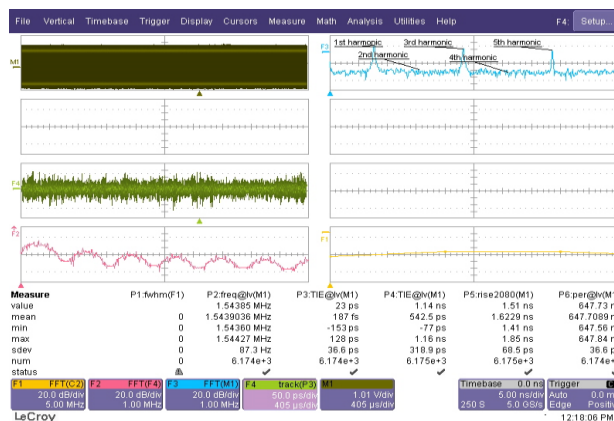 File Vertical Timebase Trigger Display Cursors Measure Math Analysis Utilities Help F4: Setup...
M1
F3
1st harmonic 3rd harmonic 5th harmonic
2nd harmonic 4th harmonic
F4
F2
F1
Measure P1:fwhm(F1) P2:freq@lv(M1) P3:TIE@lv(M1) P4:TIE@lv(M1) P5:rise2080(M1) P6:per@lv(M1)
value 1.54385 MHz 23 ps 1.14 ns 1.51 ns 647.73 n
mean 0 1.5439036 MHz 187 fs 542.5 ps 1.6229 ns 647.7089 n
min 0 1.54360 MHz -153 ps -77 ps 1.41 ns 647.56 n
max 0 1.54427 MHz 128 ps 1.16 ns 1.85 ns 647.84 n
sdev 87.3 Hz 36.6 ps 318.9 ps 68.5 ps 36.6
num 0 6.174e+3 6.174e+3 6.175e+3 6.175e+3 6.174e+
status
F1 FFT(C2) F2 FFT(F4) F3 FFT(M1) F4 track(P3) M1 Timebase 0.0 ns Trigger C
20.0 dB/div 20.0 dB/div 20.0 dB/div 50.0 ps/div 1.01 V/div 5.00 ns/div Auto 0.0 m
5.00 MHz 1.00 MHz 1.00 MHz 405 µs/div 405 µs/div 250 S 5.0 GS/s Edge Positi
LeCroy 12:18:06 PM